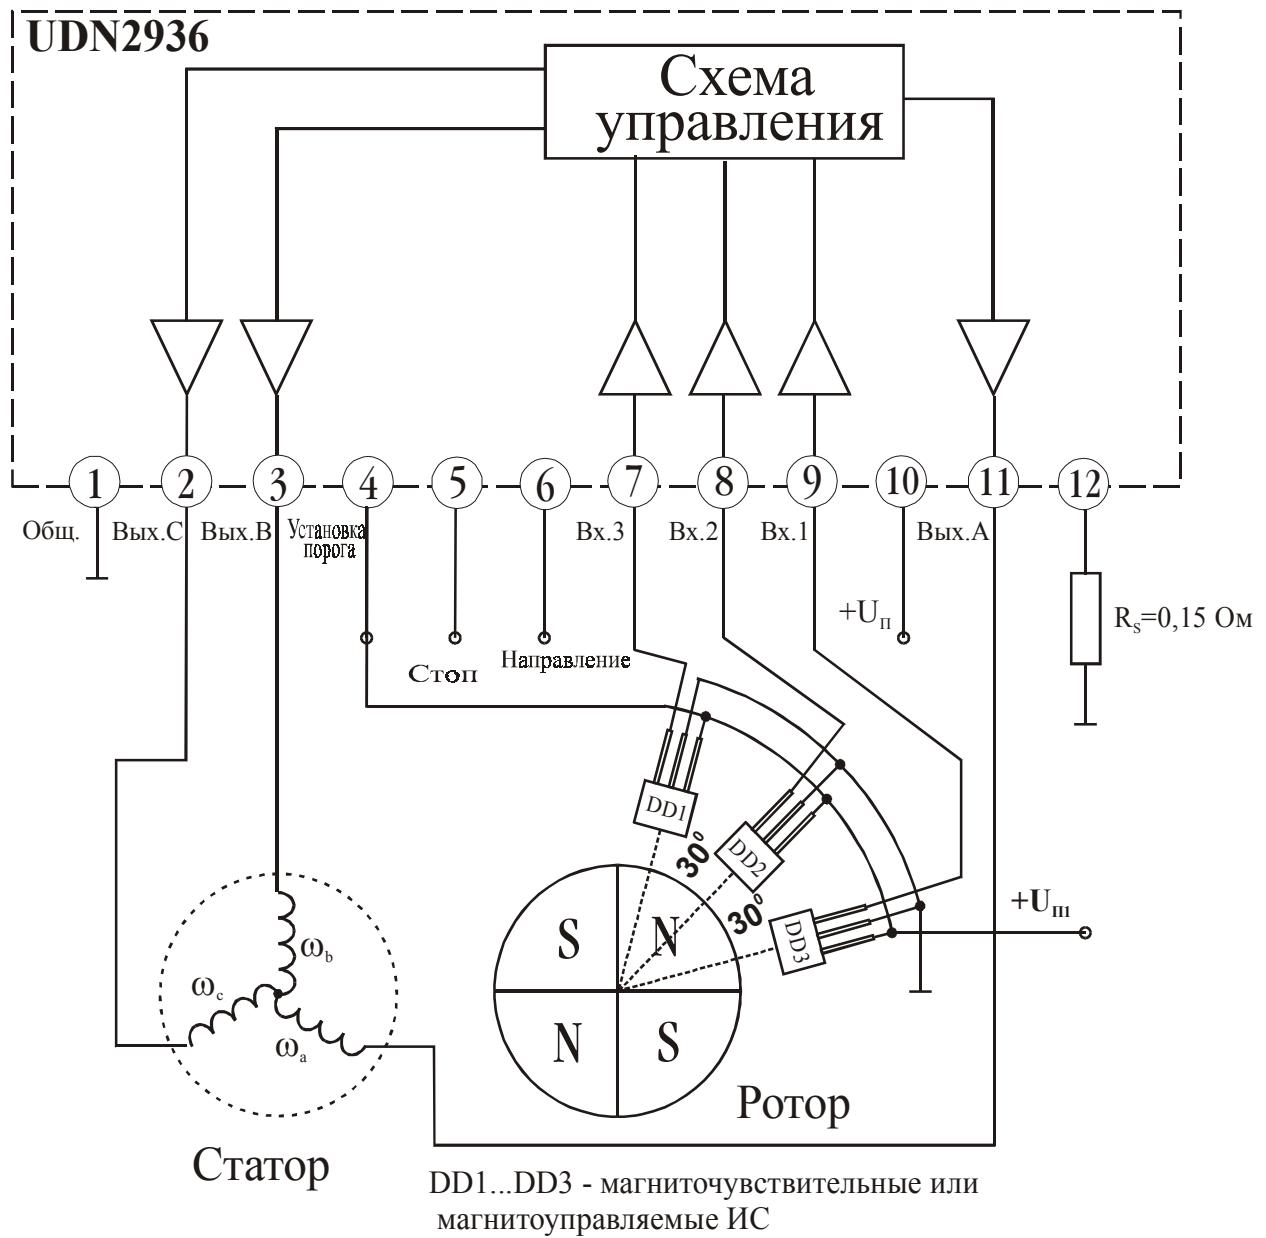 UDN2936
Схема
управления
1
2
3
4
5
6
7
8
9
10
11
12
Общ.
Вых.C
Вых.B
Установка
порога
Вх.3
Вх.2
Вх.1
Вых.A
+Uп
Rs=0,15 Ом
Стоп
Направление
DD1
30°
DD2
30°
DD3
+Uп1
S
N
N
S
ωb
ωc
ωa
Ротор
Статор
DD1...DD3 - магниточувствительные или
магнитоуправляемые ИС